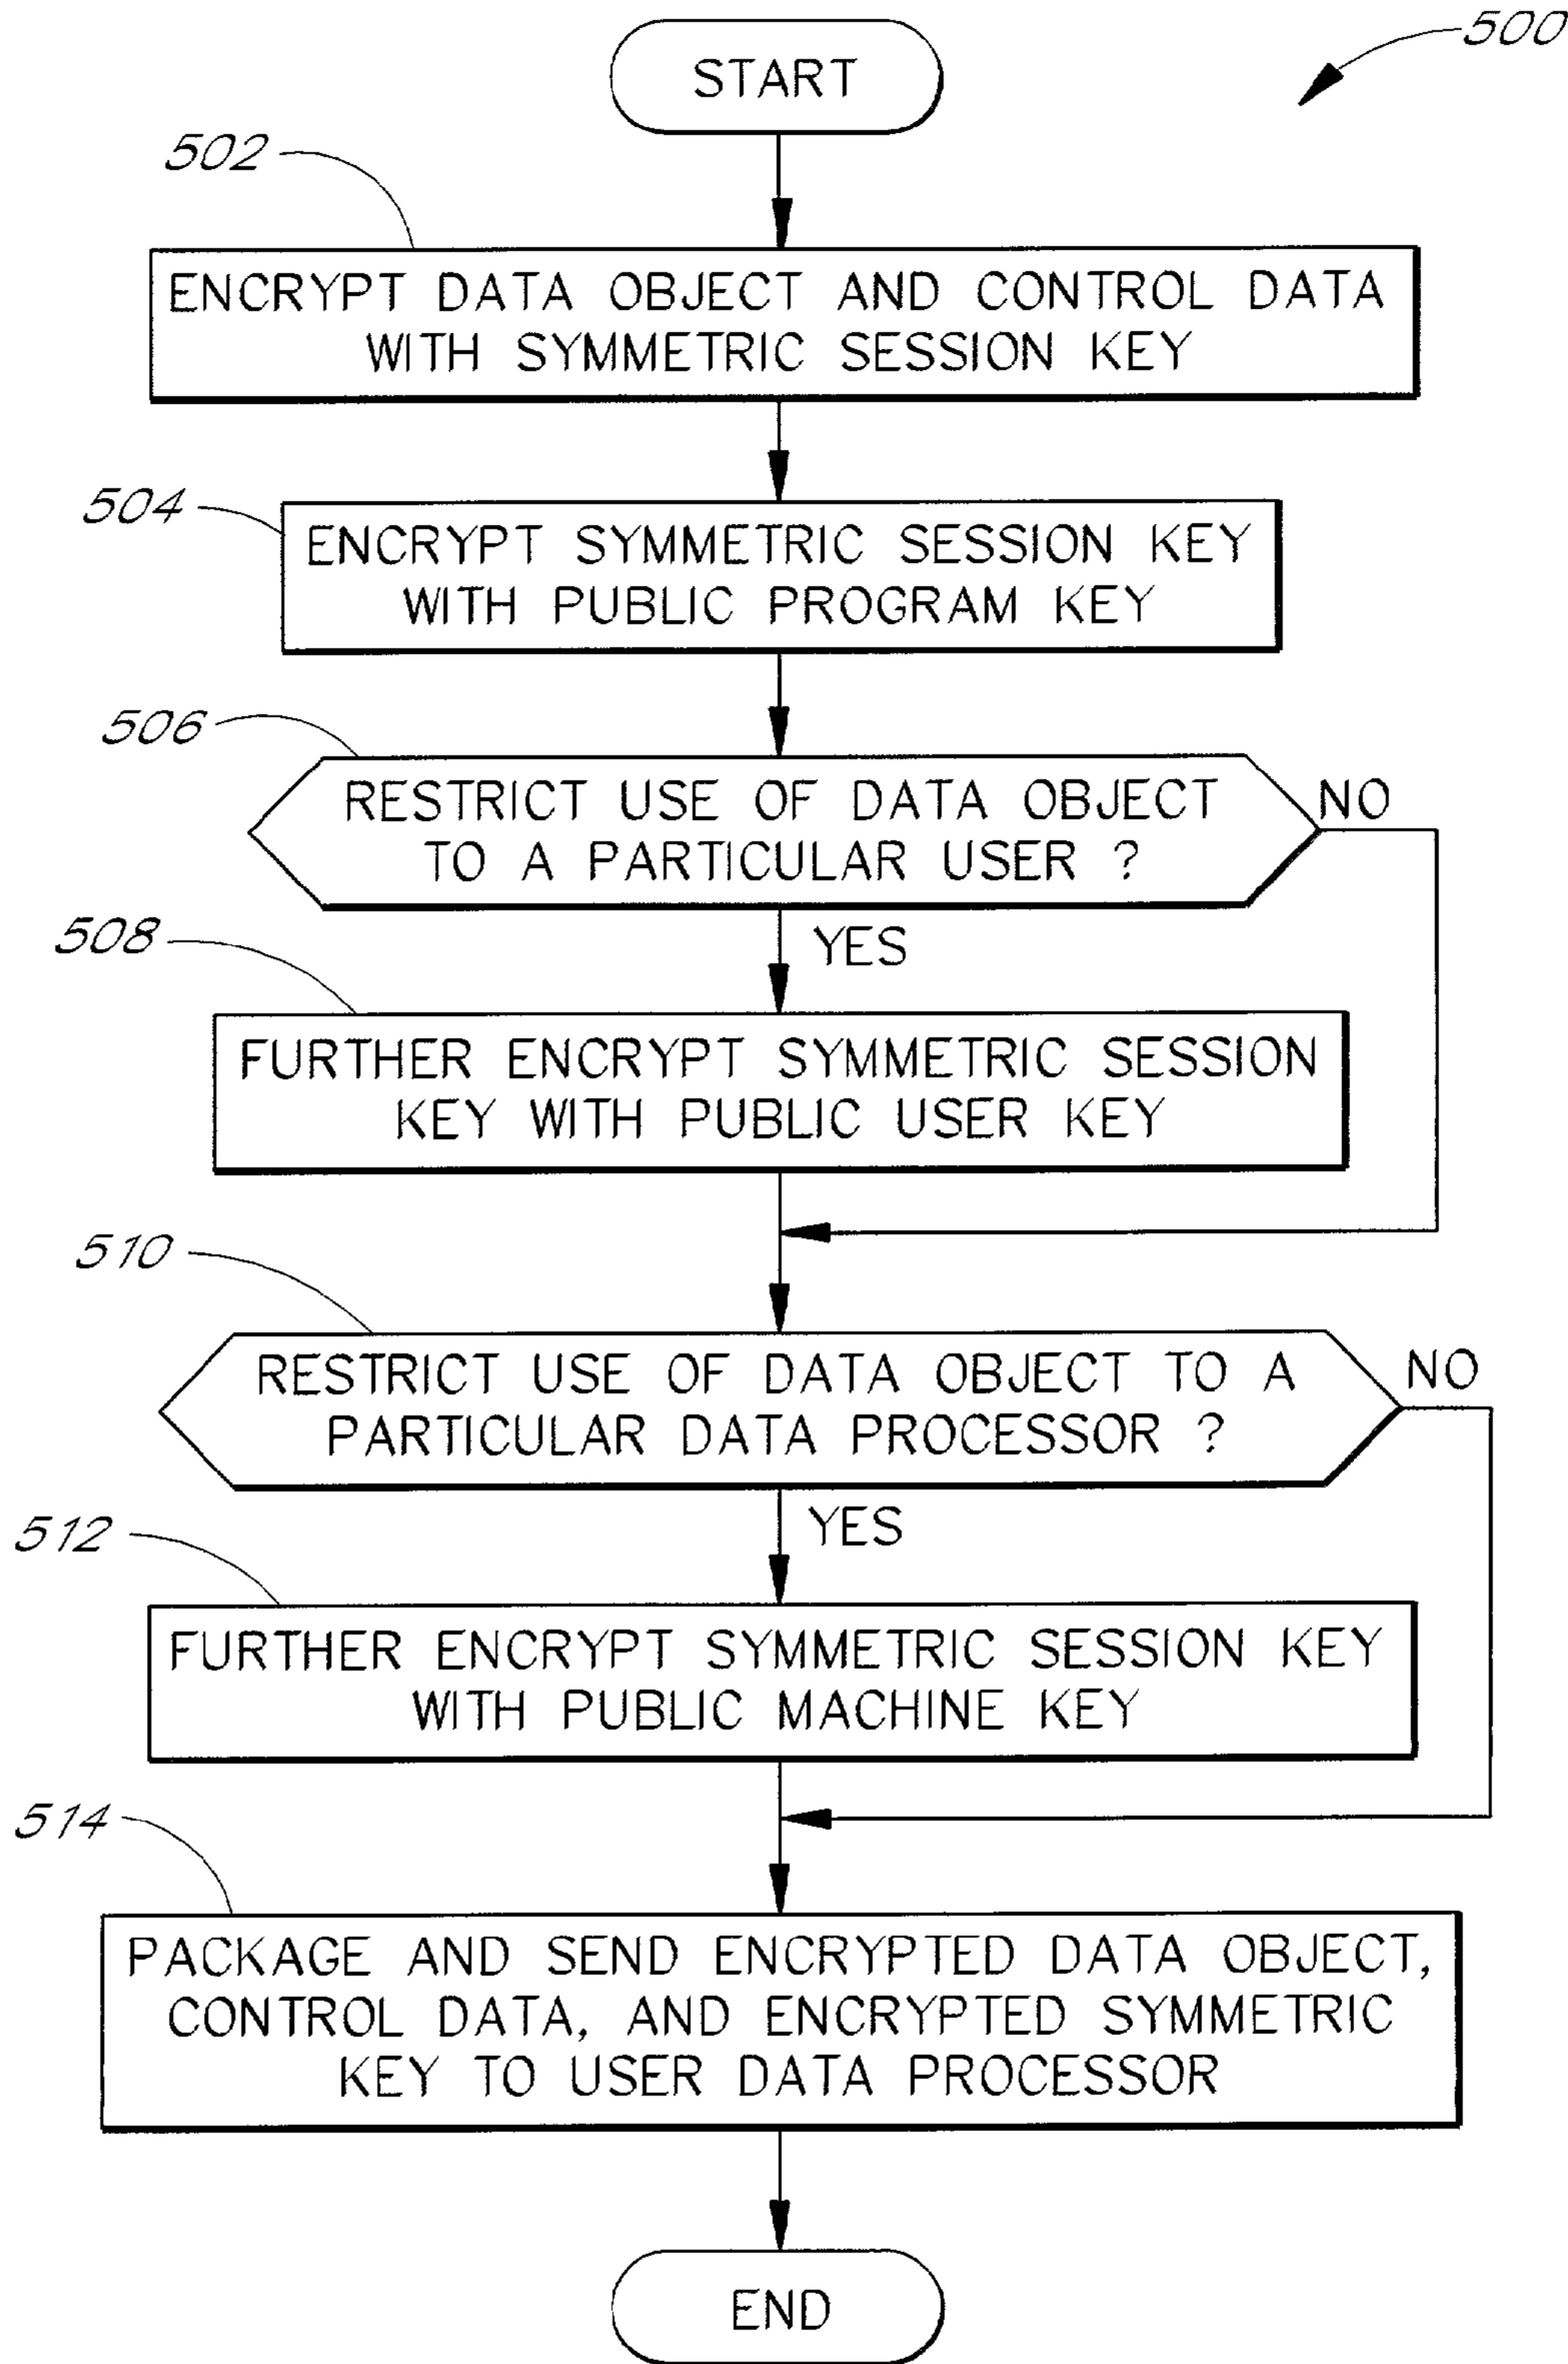 START
500
502
ENCRYPT DATA OBJECT AND CONTROL DATA
WITH SYMMETRIC SESSION KEY
504
ENCRYPT SYMMETRIC SESSION KEY
WITH PUBLIC PROGRAM KEY
506
RESTRICT USE OF DATA OBJECT
TO A PARTICULAR USER ?
NO
YES
508
FURTHER ENCRYPT SYMMETRIC SESSION
KEY WITH PUBLIC USER KEY
510
RESTRICT USE OF DATA OBJECT TO A
PARTICULAR DATA PROCESSOR ?
NO
YES
512
FURTHER ENCRYPT SYMMETRIC SESSION KEY
WITH PUBLIC MACHINE KEY
514
PACKAGE AND SEND ENCRYPTED DATA OBJECT,
CONTROL DATA, AND ENCRYPTED SYMMETRIC
KEY TO USER DATA PROCESSOR
END